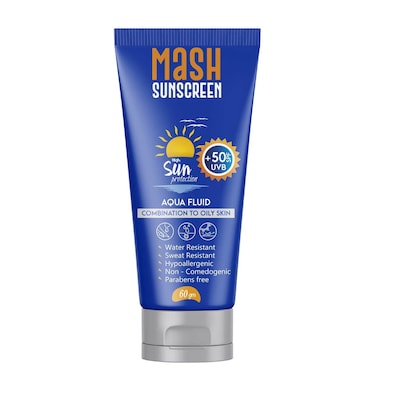 MaSH
SUNSCREEN
+50
UVB
Sun
protection
AQUA FLUID
COMBINATION TO OILY SKIN
Water Resistant
Sweat Resistant
Hypoallergenic
Non - Comedogenic
Parabens free
60 gm